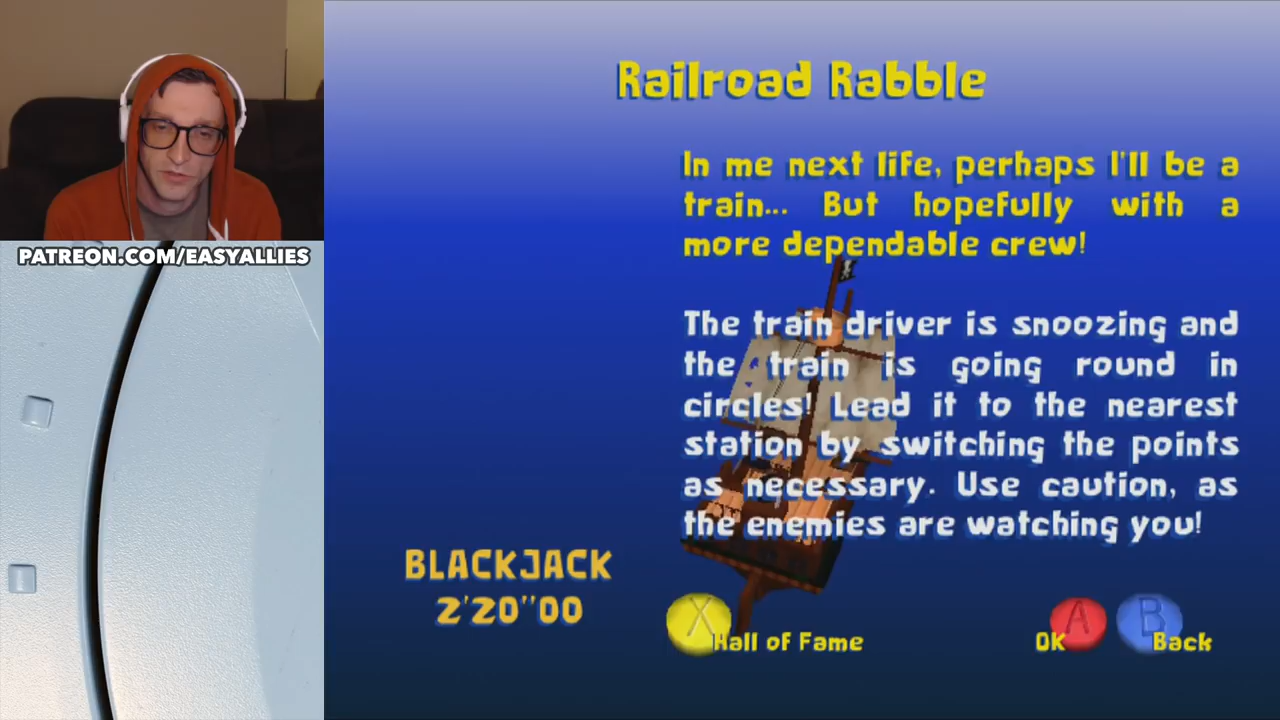 Railroad Rabble
In me next life, perhaps I'll be a
train... But hopefully with a
more dependable crew!
The train driver is snoozing and
the train is going round in
circles! Lead it to the nearest
station by switching the points
as necessary. Use caution, as
the enemies are watching you!
PATREON.COM/EASYALLIES
BLACKJACK
2'20"00
X
Hall of Fame
OK
A
B
Back